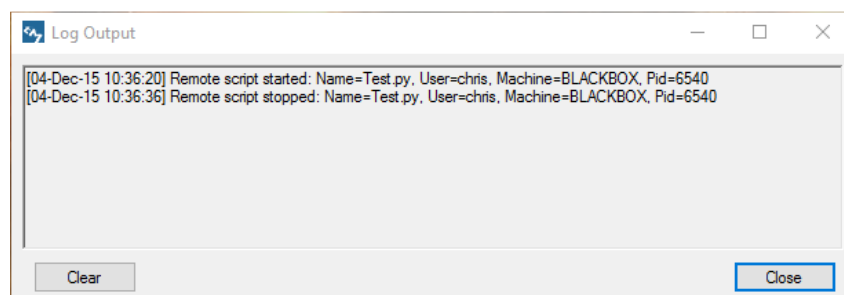 Log Output
[04-Dec-15 10:36:20] Remote script started: Name=Test.py, User=chris, Machine=BLACKBOX, Pid=6540
[04-Dec-15 10:36:36] Remote script stopped: Name=Test.py, User=chris, Machine=BLACKBOX, Pid=6540
Clear
Close